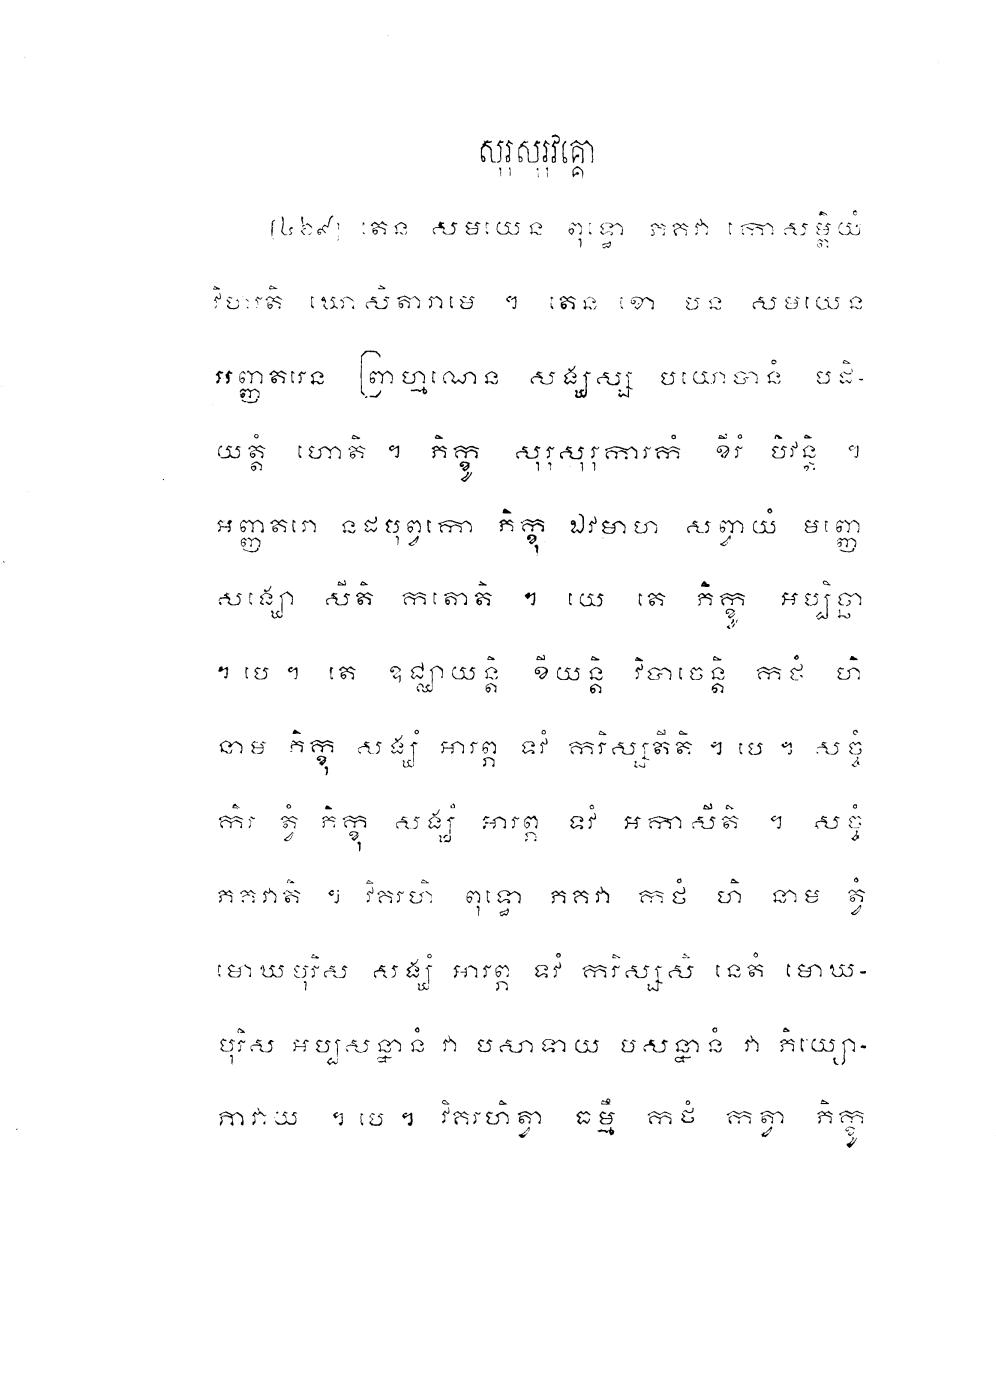 សុរុសុរុវគ្គោ
[៤៦៩] តេន សមយេន ពុទ្ធោ ភគវា កោសម្ពិយំ
វិហរតិ ឃោសិតារាមេ ។ តេន ខោ បន សមយេន
អញ្ញតរេន ព្រាហ្មណេន សង្ឃស្ស បយោបានំ បដិ-
យត្តំ ហោតិ ។ ភិក្ខូ សុរុសុរុការកំ ខីរំ បិវន្តិ ។
អញ្ញតរោ នដបុព្វកោ ភិក្ខុ ឯវមាហ សព្វាយំ មញ្ញេ
សង្ឃោ សីតិ កតោតិ ។ យេ តេ ភិក្ខូ អប្បិច្ឆា
។ បេ ។ តេ ឧជ្ឈាយន្តិ ខីយន្តិ វិបាចេន្តិ កថំ ហិ
នាម ភិក្ខុ សង្ឃំ អារព្ភ ទវំ ករិស្សតីតិ ។ បេ ។ សច្ចំ
កិរ ត្វំ ភិក្ខុ សង្ឃំ អារព្ភ ទវំ អកាសីតិ ។ សច្ចំ
ភគវាតិ ។ វិគរហិ ពុទ្ធោ ភគវា កថំ ហិ នាម ត្វំ
មោឃបុរិស សង្ឃំ អារព្ភ ទវំ ករិស្សសិ នេតំ មោឃ-
បុរិស អប្បសន្នានំ វា បសាទាយ បសន្នានំ វា ភិយ្យោ-
ភាវាយ ។ បេ ។ វិគរហិត្វា ធម្មឹ កថំ កត្វា ភិក្ខូ